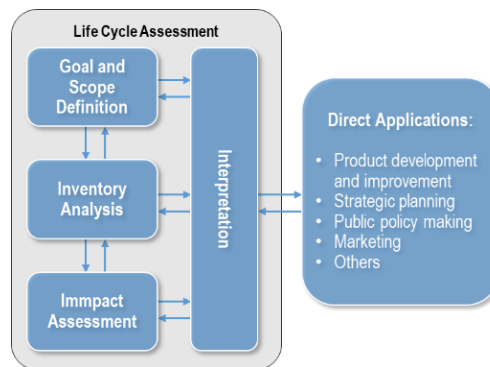 Life Cycle Assessment
Goal and
Scope
Definition
Inventory
Analysis
Immpact
Assessment
Interpretation
Direct Applications:
• Product development
and improvement
• Strategic planning
• Public policy making
• Marketing
• Others